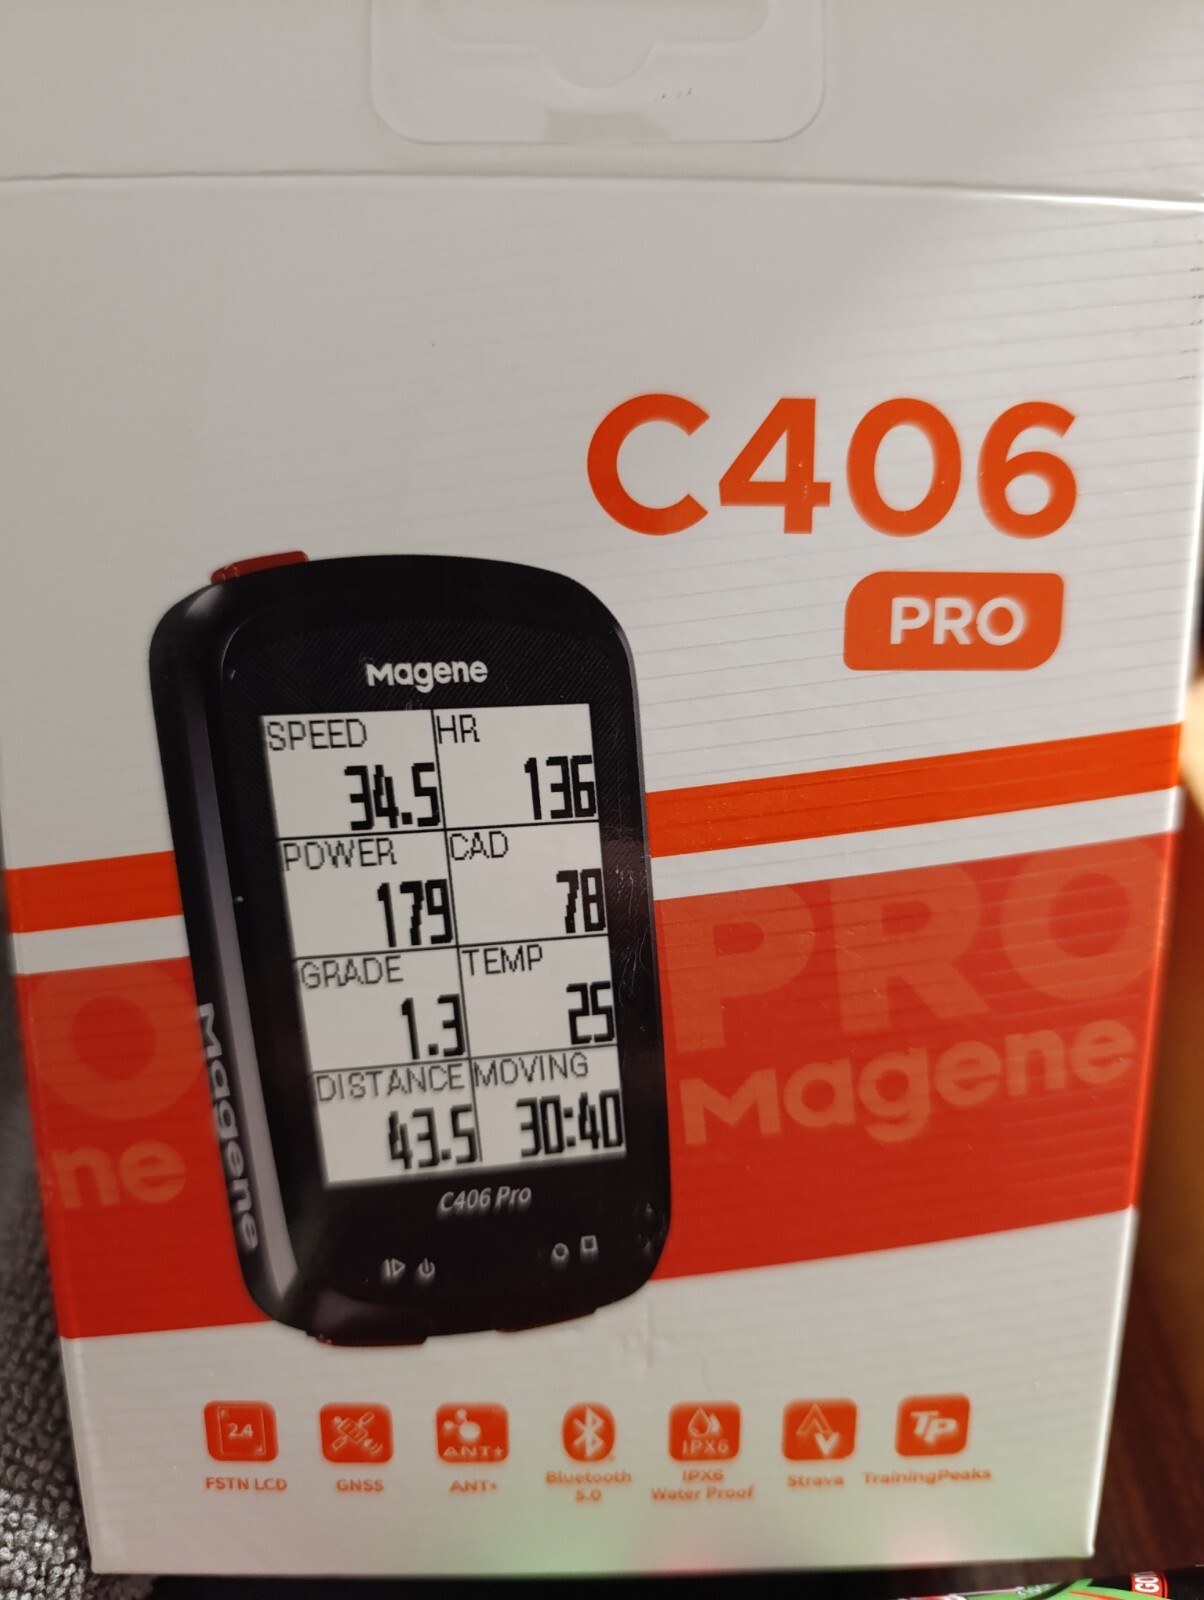 C406
PRO
Magene
SPEED HR
34.5 136
POWER CAD
179 78
GRADE TEMP
1.3 25
DISTANCE MOVING
43.5 30:40
C406 Pro
Magene
PRO
Magene
O
ne
2.4
ANT+
IPX6
TP
FSTN LCD
GNSS
ANT+
Bluetooth
5.0
IPX6
Water Proof
Strava
TrainingPeaks